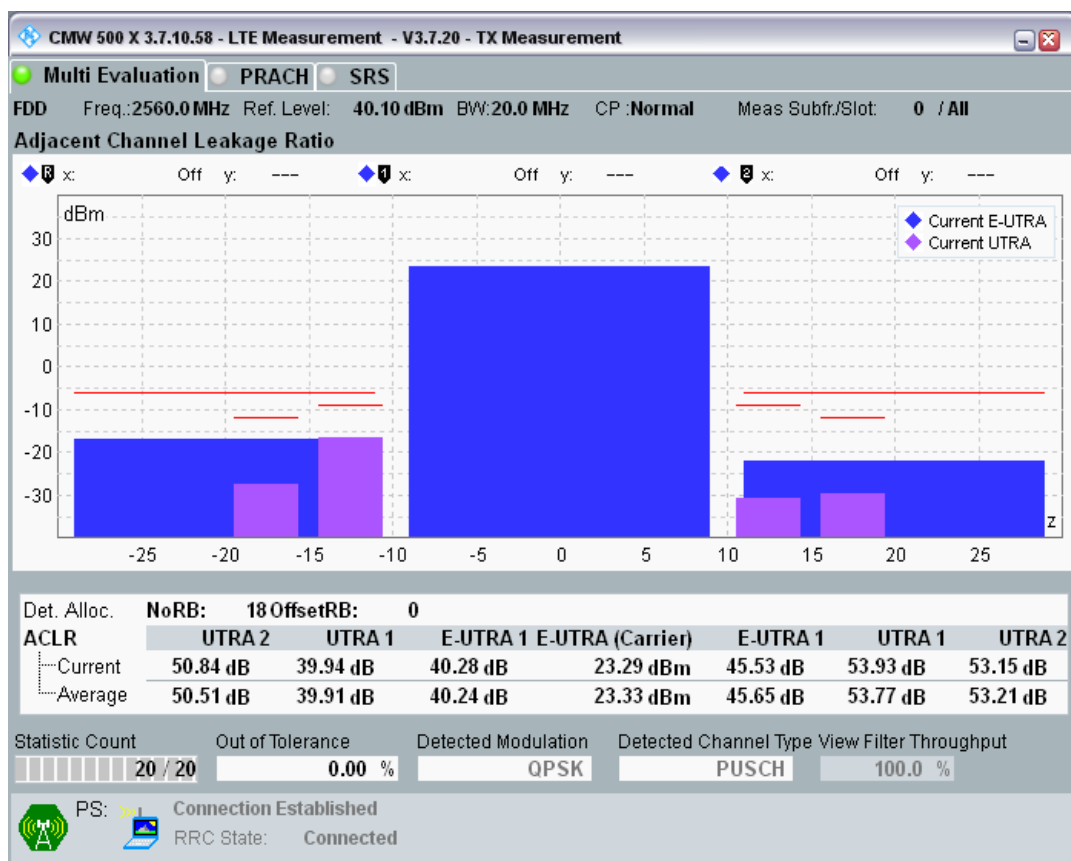 CMW 500 X 3.7.10.58 - LTE Measurement - V3.7.20 - TX Measurement
Multi Evaluation PRACH SRS
FDD Freq.:2560.0 MHz Ref. Level: 40.10 dBm BW:20.0 MHz CP :Normal Meas Subfr./Slot: 0 / All
Adjacent Channel Leakage Ratio
R x: Off y: --- 1 x: Off y: --- 2 x: Off y: ---
dBm
Current E-UTRA
Current UTRA
30
20
10
0
-10
-20
-30
z
-25 -20 -15 -10 -5 0 5 10 15 20 25
Det. Alloc. NoRB: 18 OffsetRB: 0
ACLR UTRA 2 UTRA 1 E-UTRA 1 E-UTRA (Carrier) E-UTRA 1 UTRA 1 UTRA 2
Current 50.84 dB 39.94 dB 40.28 dB 23.29 dBm 45.53 dB 53.93 dB 53.15 dB
Average 50.51 dB 39.91 dB 40.24 dB 23.33 dBm 45.65 dB 53.77 dB 53.21 dB
Statistic Count Out of Tolerance Detected Modulation Detected Channel Type View Filter Throughput
20 / 20 0.00 % QPSK PUSCH 100.0 %
PS: Connection Established
RRC State: Connected